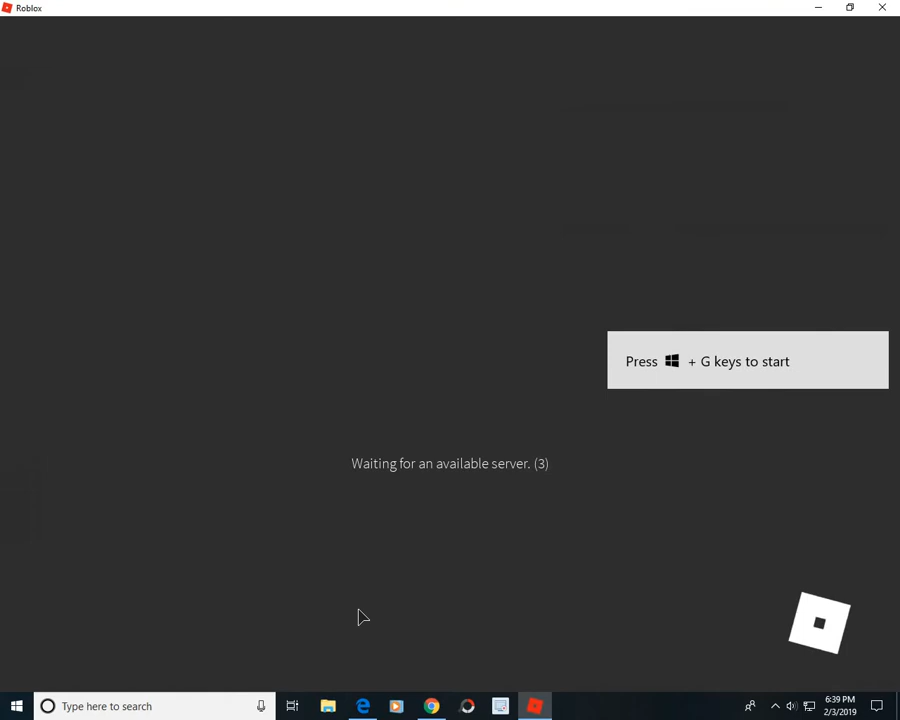 Roblox
Press + G keys to start
Waiting for an available server. (3)
Type here to search
6:39 PM
2/3/2019